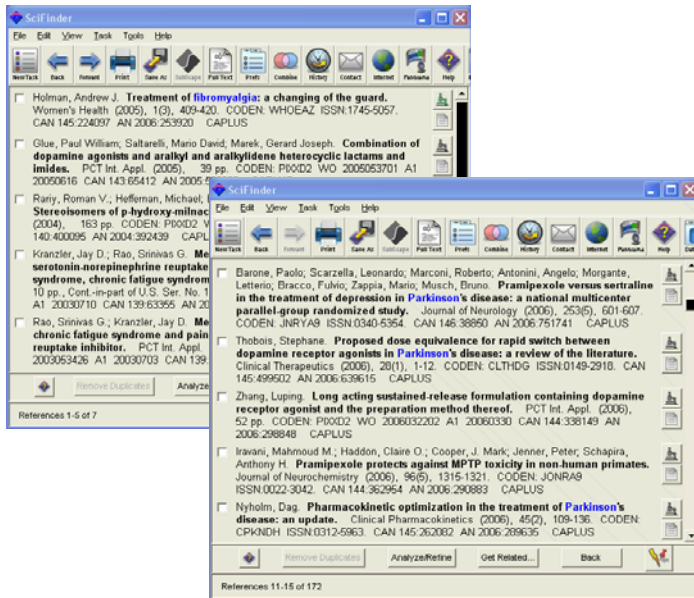 SciFinder
File Edit View Task Tools Help
New Task Back Forward Print Save As SubScape Full Text Prefs Combine History Contact Internet Panorama Help
Holman, Andrew J. Treatment of fibromyalgia: a changing of the guard.
Women's Health (2005), 1(3), 409-420. CODEN: WHOEAZ ISSN:1745-5057.
CAN 145:224097 AN 2006:253920 CAPLUS
Glue, Paul William; Saltarelli, Mario David; Marek, Gerard Joseph. Combination of
dopamine agonists and aralkyl and aralkylidene heterocyclic lactams and
imides. PCT Int. Appl. (2005), 39 pp. CODEN: PIXXD2 WO 2005053701 A1
20050616 CAN 143:65412 AN 2005:5
Rariy, Roman V.; Heffernan, Michael;
Stereoisomers of p-hydroxy-milnac
(2004), 163 pp. CODEN: PIXXD2 W
140:400095 AN 2004:392439 CAPL
Kranzler, Jay D.; Rao, Srinivas G. Me
serotonin-norepinephrine reuptake
syndrome, chronic fatigue syndrome
10 pp., Cont.-in-part of U.S. Ser. No. 1
A1 20030710 CAN 139:63355 AN 20
Rao, Srinivas G.; Kranzler, Jay D. Me
chronic fatigue syndrome and pain
reuptake inhibitor. PCT Int. Appl.
2003053426 A1 20030703 CAN 139:
Remove Duplicates Analyze
References 1-5 of 7
SciFinder
File Edit View Task Tools Help
New Task Back Forward Print Save As SubScape Full Text Prefs Combine History Contact Internet Panorama Help
Barone, Paolo; Scarzella, Leonardo; Marconi, Roberto; Antonini, Angelo; Morgante,
Letterio; Bracco, Fulvio; Zappia, Mario; Musch, Bruno. Pramipexole versus sertraline
in the treatment of depression in Parkinson's disease: a national multicenter
parallel-group randomized study. Journal of Neurology (2006), 253(5), 601-607.
CODEN: JNRYA9 ISSN:0340-5354. CAN 146:38850 AN 2006:751741 CAPLUS
Thobois, Stephane. Proposed dose equivalence for rapid switch between
dopamine receptor agonists in Parkinson's disease: a review of the literature.
Clinical Therapeutics (2006), 28(1), 1-12. CODEN: CLTHDG ISSN:0149-2918. CAN
145:499502 AN 2006:639615 CAPLUS
Zhang, Luping. Long acting sustained-release formulation containing dopamine
receptor agonist and the preparation method thereof. PCT Int. Appl. (2006),
52 pp. CODEN: PIXXD2 WO 2006032202 A1 20060330 CAN 144:338149 AN
2006:298848 CAPLUS
Iravani, Mahmoud M.; Haddon, Claire O.; Cooper, J. Mark; Jenner, Peter; Schapira,
Anthony H. Pramipexole protects against MPTP toxicity in non-human primates.
Journal of Neurochemistry (2006), 96(5), 1315-1321. CODEN: JONRA9
ISSN:0022-3042. CAN 144:362954 AN 2006:290883 CAPLUS
Nyholm, Dag. Pharmacokinetic optimization in the treatment of Parkinson's
disease: an update. Clinical Pharmacokinetics (2006), 45(2), 109-136. CODEN:
CPKNDH ISSN:0312-5963. CAN 145:262082 AN 2006:289635 CAPLUS
Remove Duplicates Analyze/Refine Get Related... Back
References 11-15 of 172